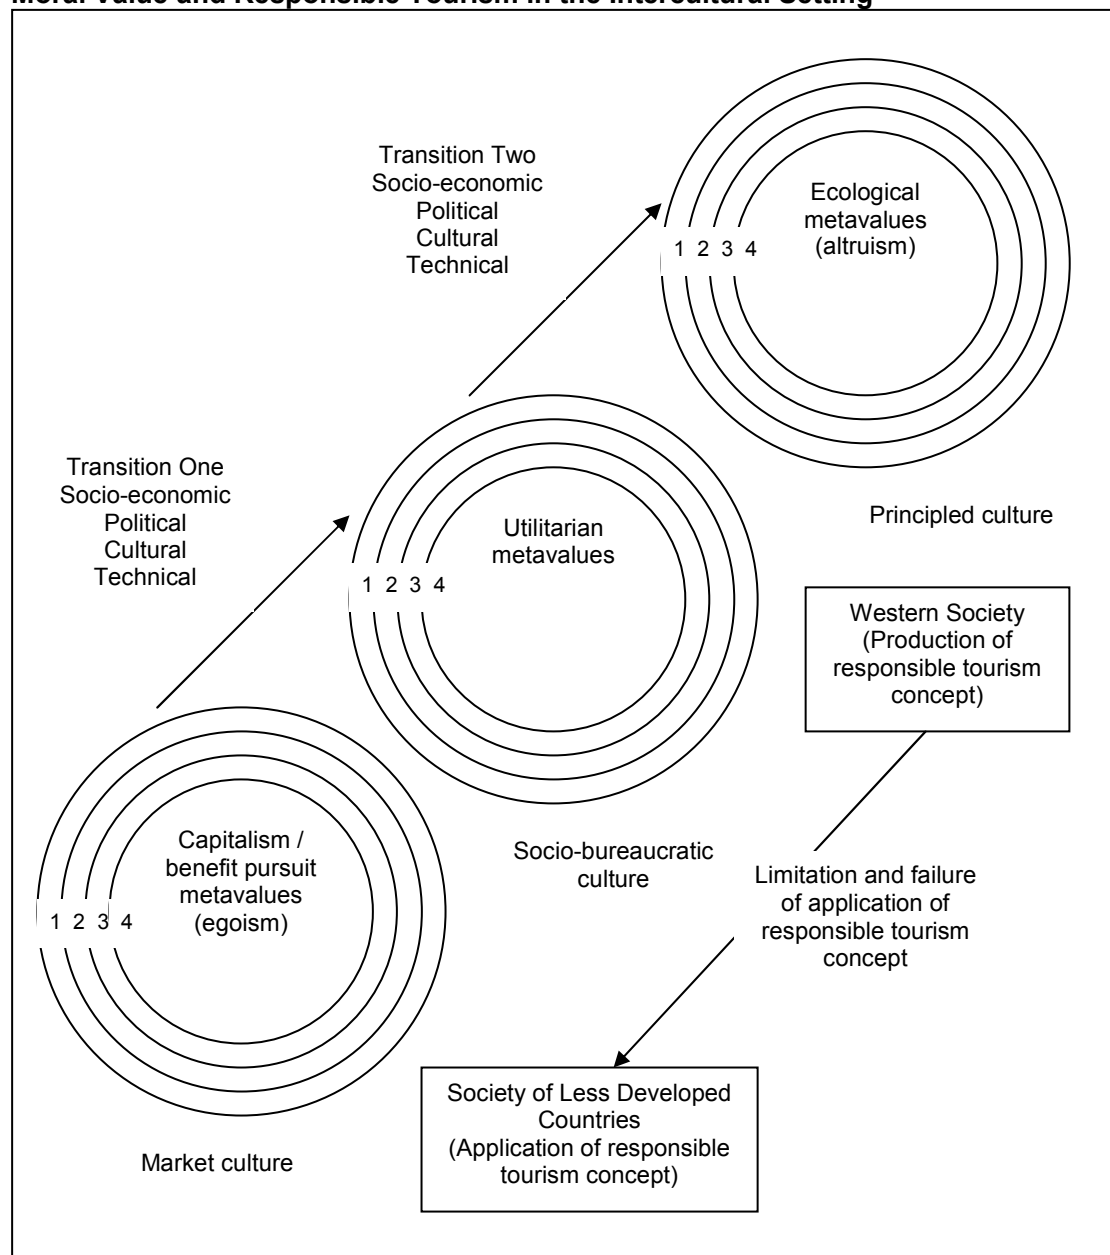 Moral Value and Responsible Tourism in the Intercultural Setting
Transition Two
Socio-economic
Political
Cultural
Technical
Ecological
metavalues
(altruism)
1 2 3 4
Principled culture
Transition One
Socio-economic
Political
Cultural
Technical
Utilitarian
metavalues
1 2 3 4
Socio-bureaucratic
culture
Western Society
(Production of
responsible tourism
concept)
Capitalism /
benefit pursuit
metavalues
(egoism)
1 2 3 4
Market culture
Limitation and failure
of application of
responsible tourism
concept
Society of Less Developed
Countries
(Application of responsible
tourism concept)